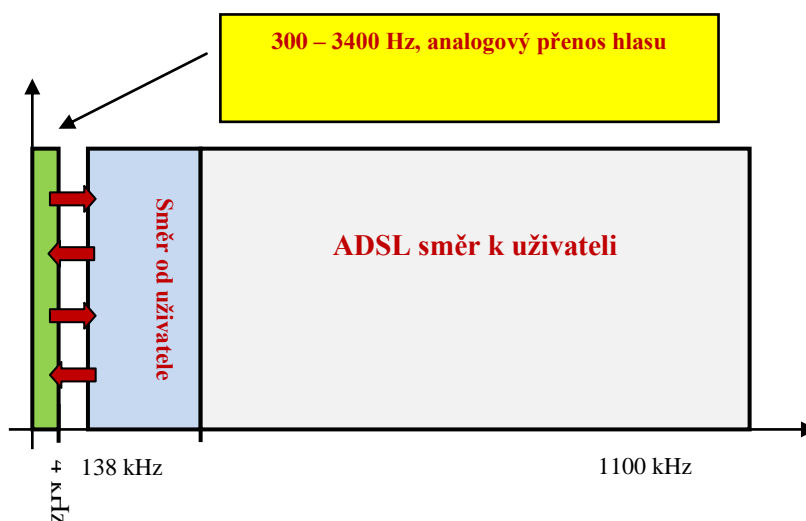 300 – 3400 Hz, analogový přenos hlasu
Směr od uživatele
ADSL směr k uživateli
4 kHz
138 kHz
1100 kHz